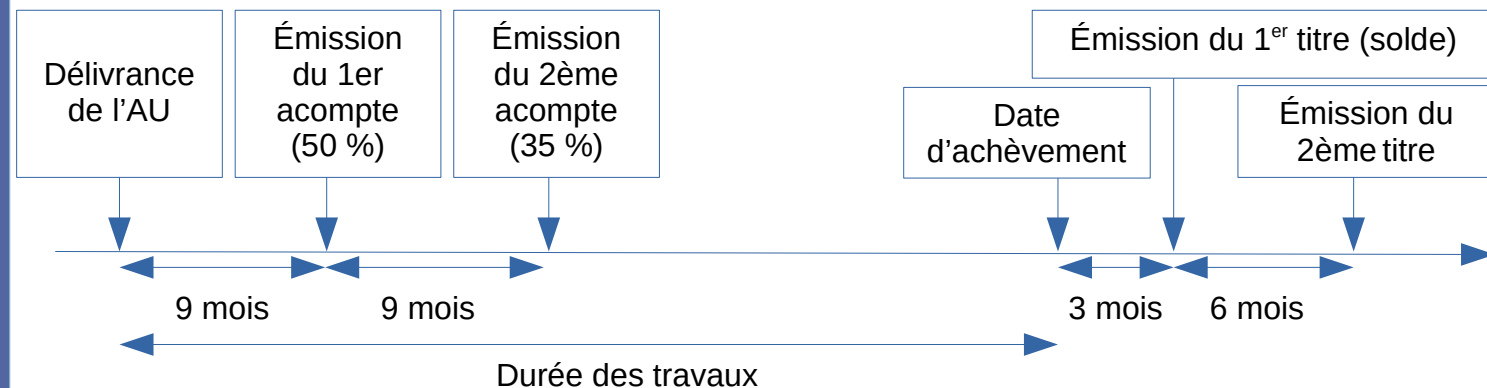 Délivrance
de l’AU
Émission
du 1er
acompte
(50 %)
Émission
du 2ème
acompte
(35 %)
Émission du 1er titre (solde)
Date
d’achèvement
Émission du
2ème titre
9 mois
9 mois
3 mois
6 mois
Durée des travaux